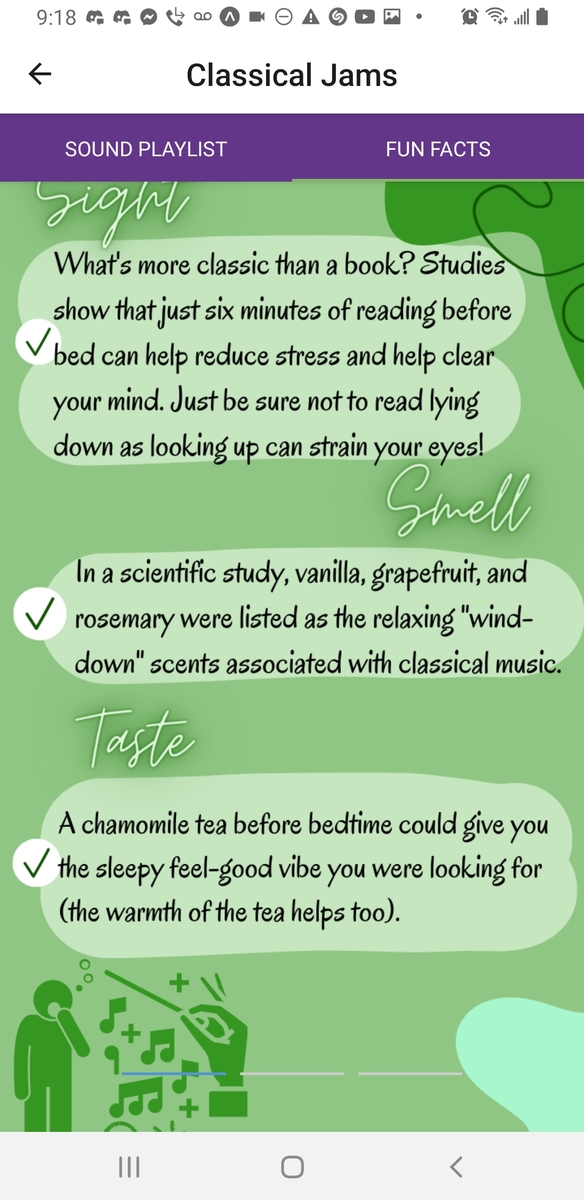 9:18
Classical Jams
SOUND PLAYLIST
FUN FACTS
Sight
What's more classic than a book? Studies
show that just six minutes of reading before
bed can help reduce stress and help clear
your mind. Just be sure not to read lying
down as looking up can strain your eyes!
Smell
In a scientific study, vanilla, grapefruit, and
rosemary were listed as the relaxing "wind-
down" scents associated with classical music.
Taste
A chamomile tea before bedtime could give you
the sleepy feel-good vibe you were looking for
(the warmth of the tea helps too).